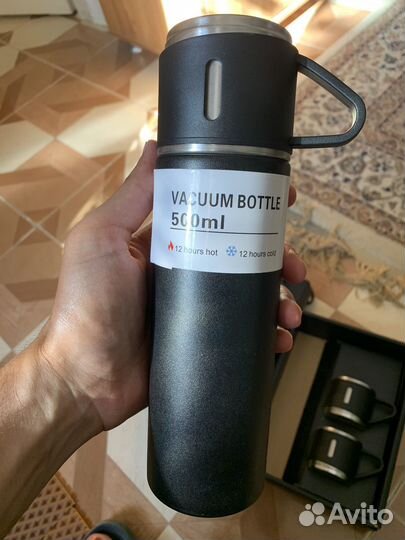 VACUUM BOTTLE
500ml
12 hours hot 12 hours cold
Avito